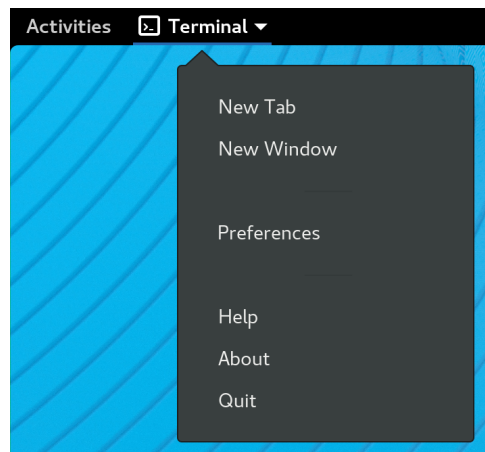 Activities Terminal
New Tab
New Window
Preferences
Help
About
Quit